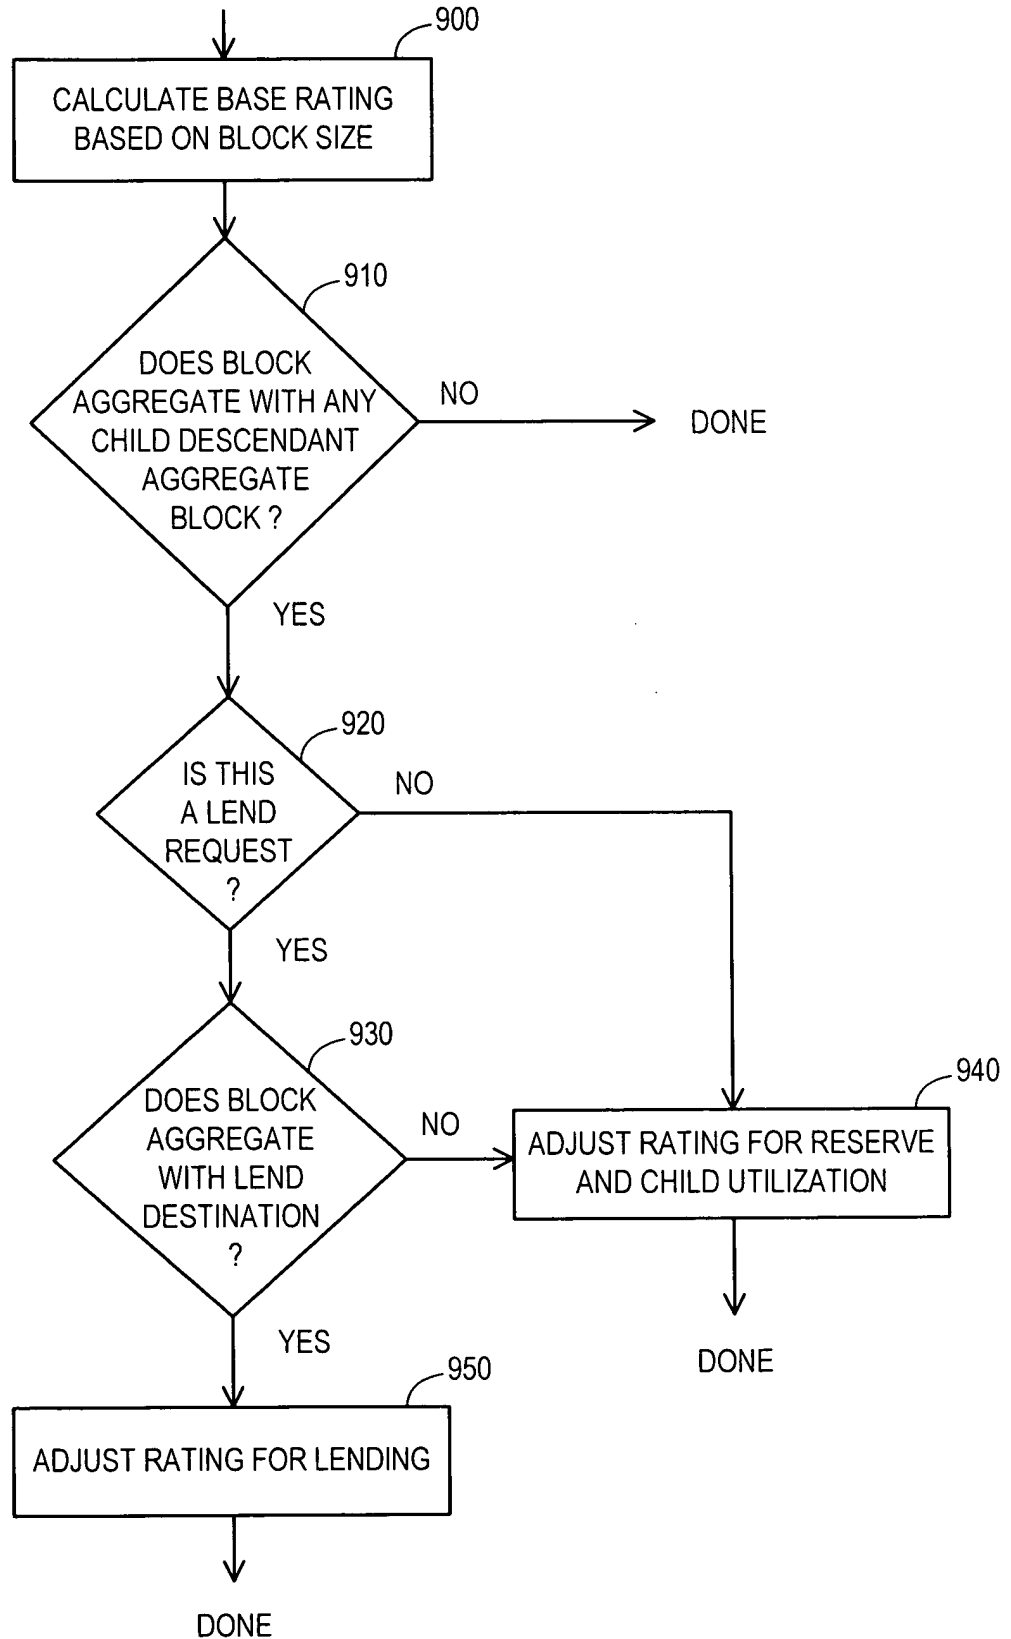 900
CALCULATE BASE RATING
BASED ON BLOCK SIZE
910
DOES BLOCK
AGGREGATE WITH ANY
CHILD DESCENDANT
AGGREGATE
BLOCK ?
NO
DONE
YES
920
IS THIS
A LEND
REQUEST
?
NO
YES
930
DOES BLOCK
AGGREGATE
WITH LEND
DESTINATION
?
NO
940
ADJUST RATING FOR RESERVE
AND CHILD UTILIZATION
DONE
YES
950
ADJUST RATING FOR LENDING
DONE